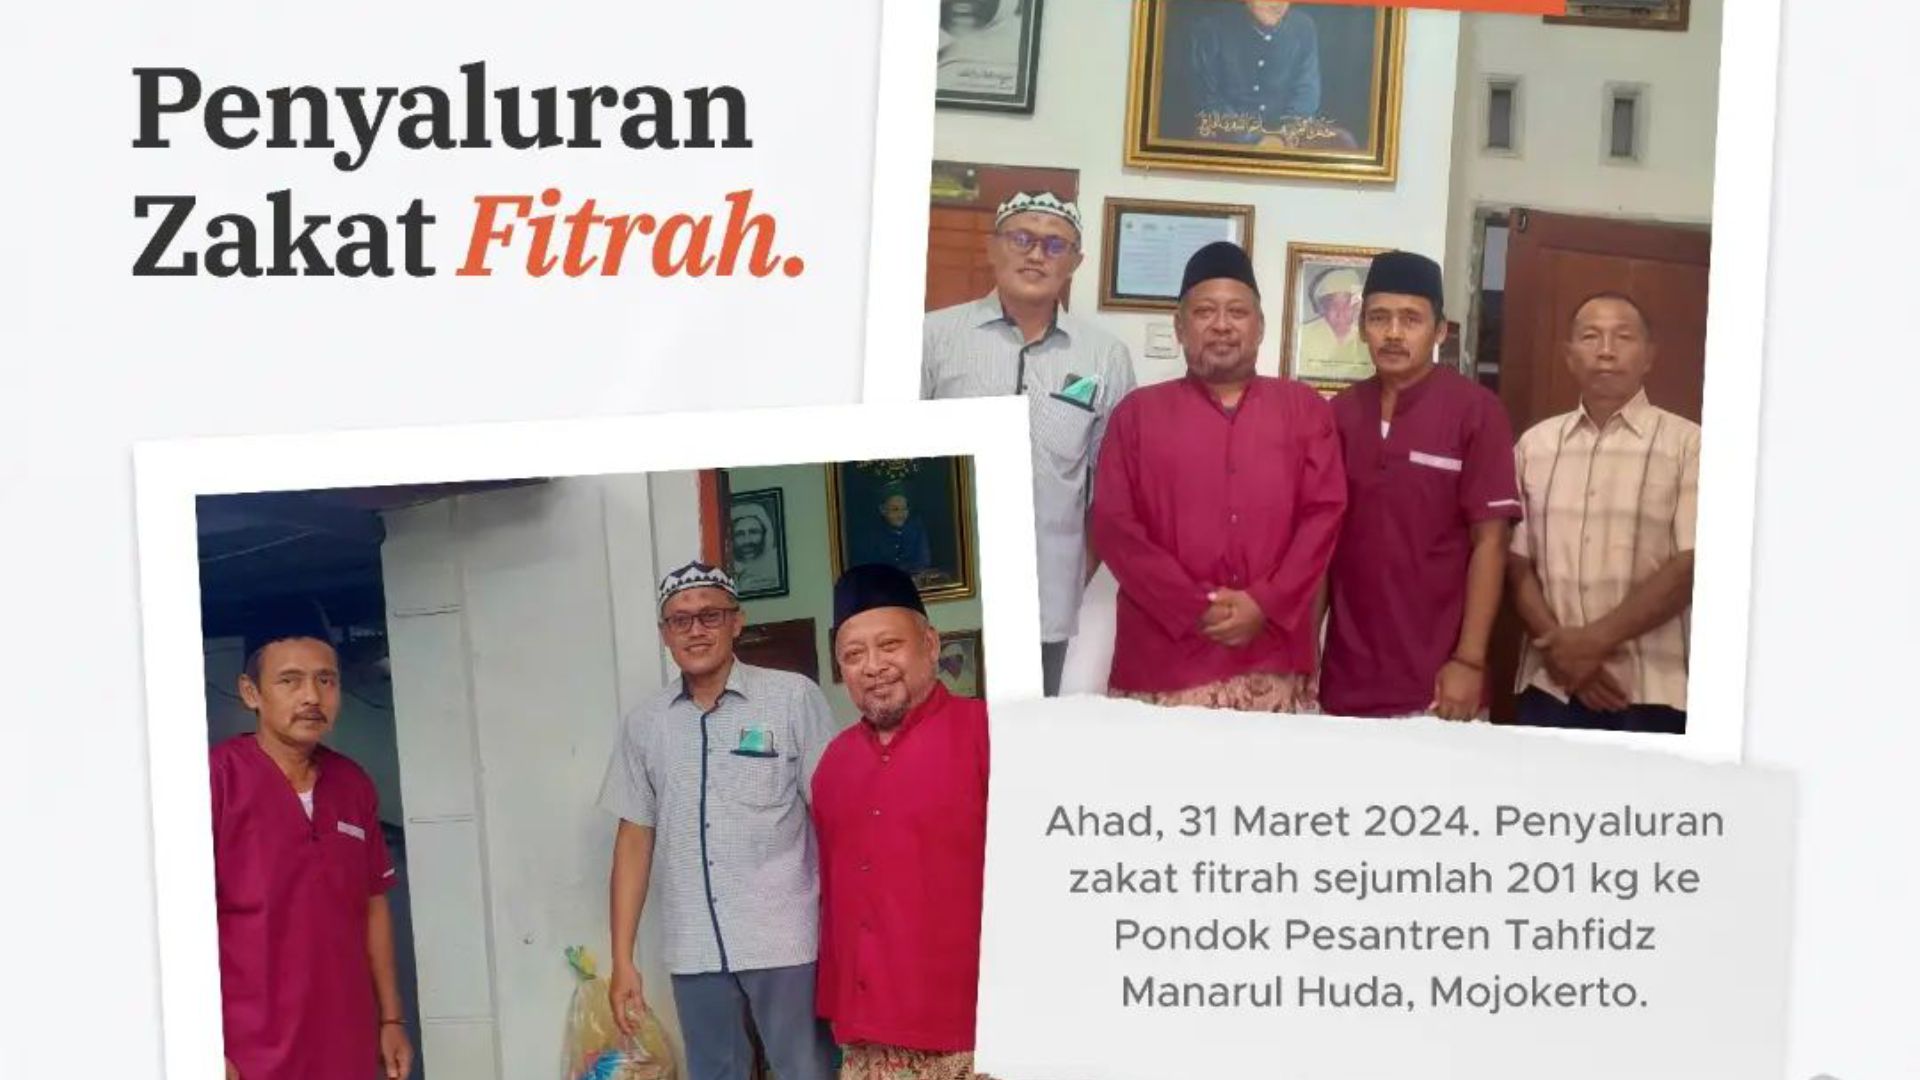 Penyaluran
Zakat Fitrah.
Ahad, 31 Maret 2024. Penyaluran
zakat fitrah sejumlah 201 kg ke
Pondok Pesantren Tahfidz
Manarul Huda, Mojokerto.